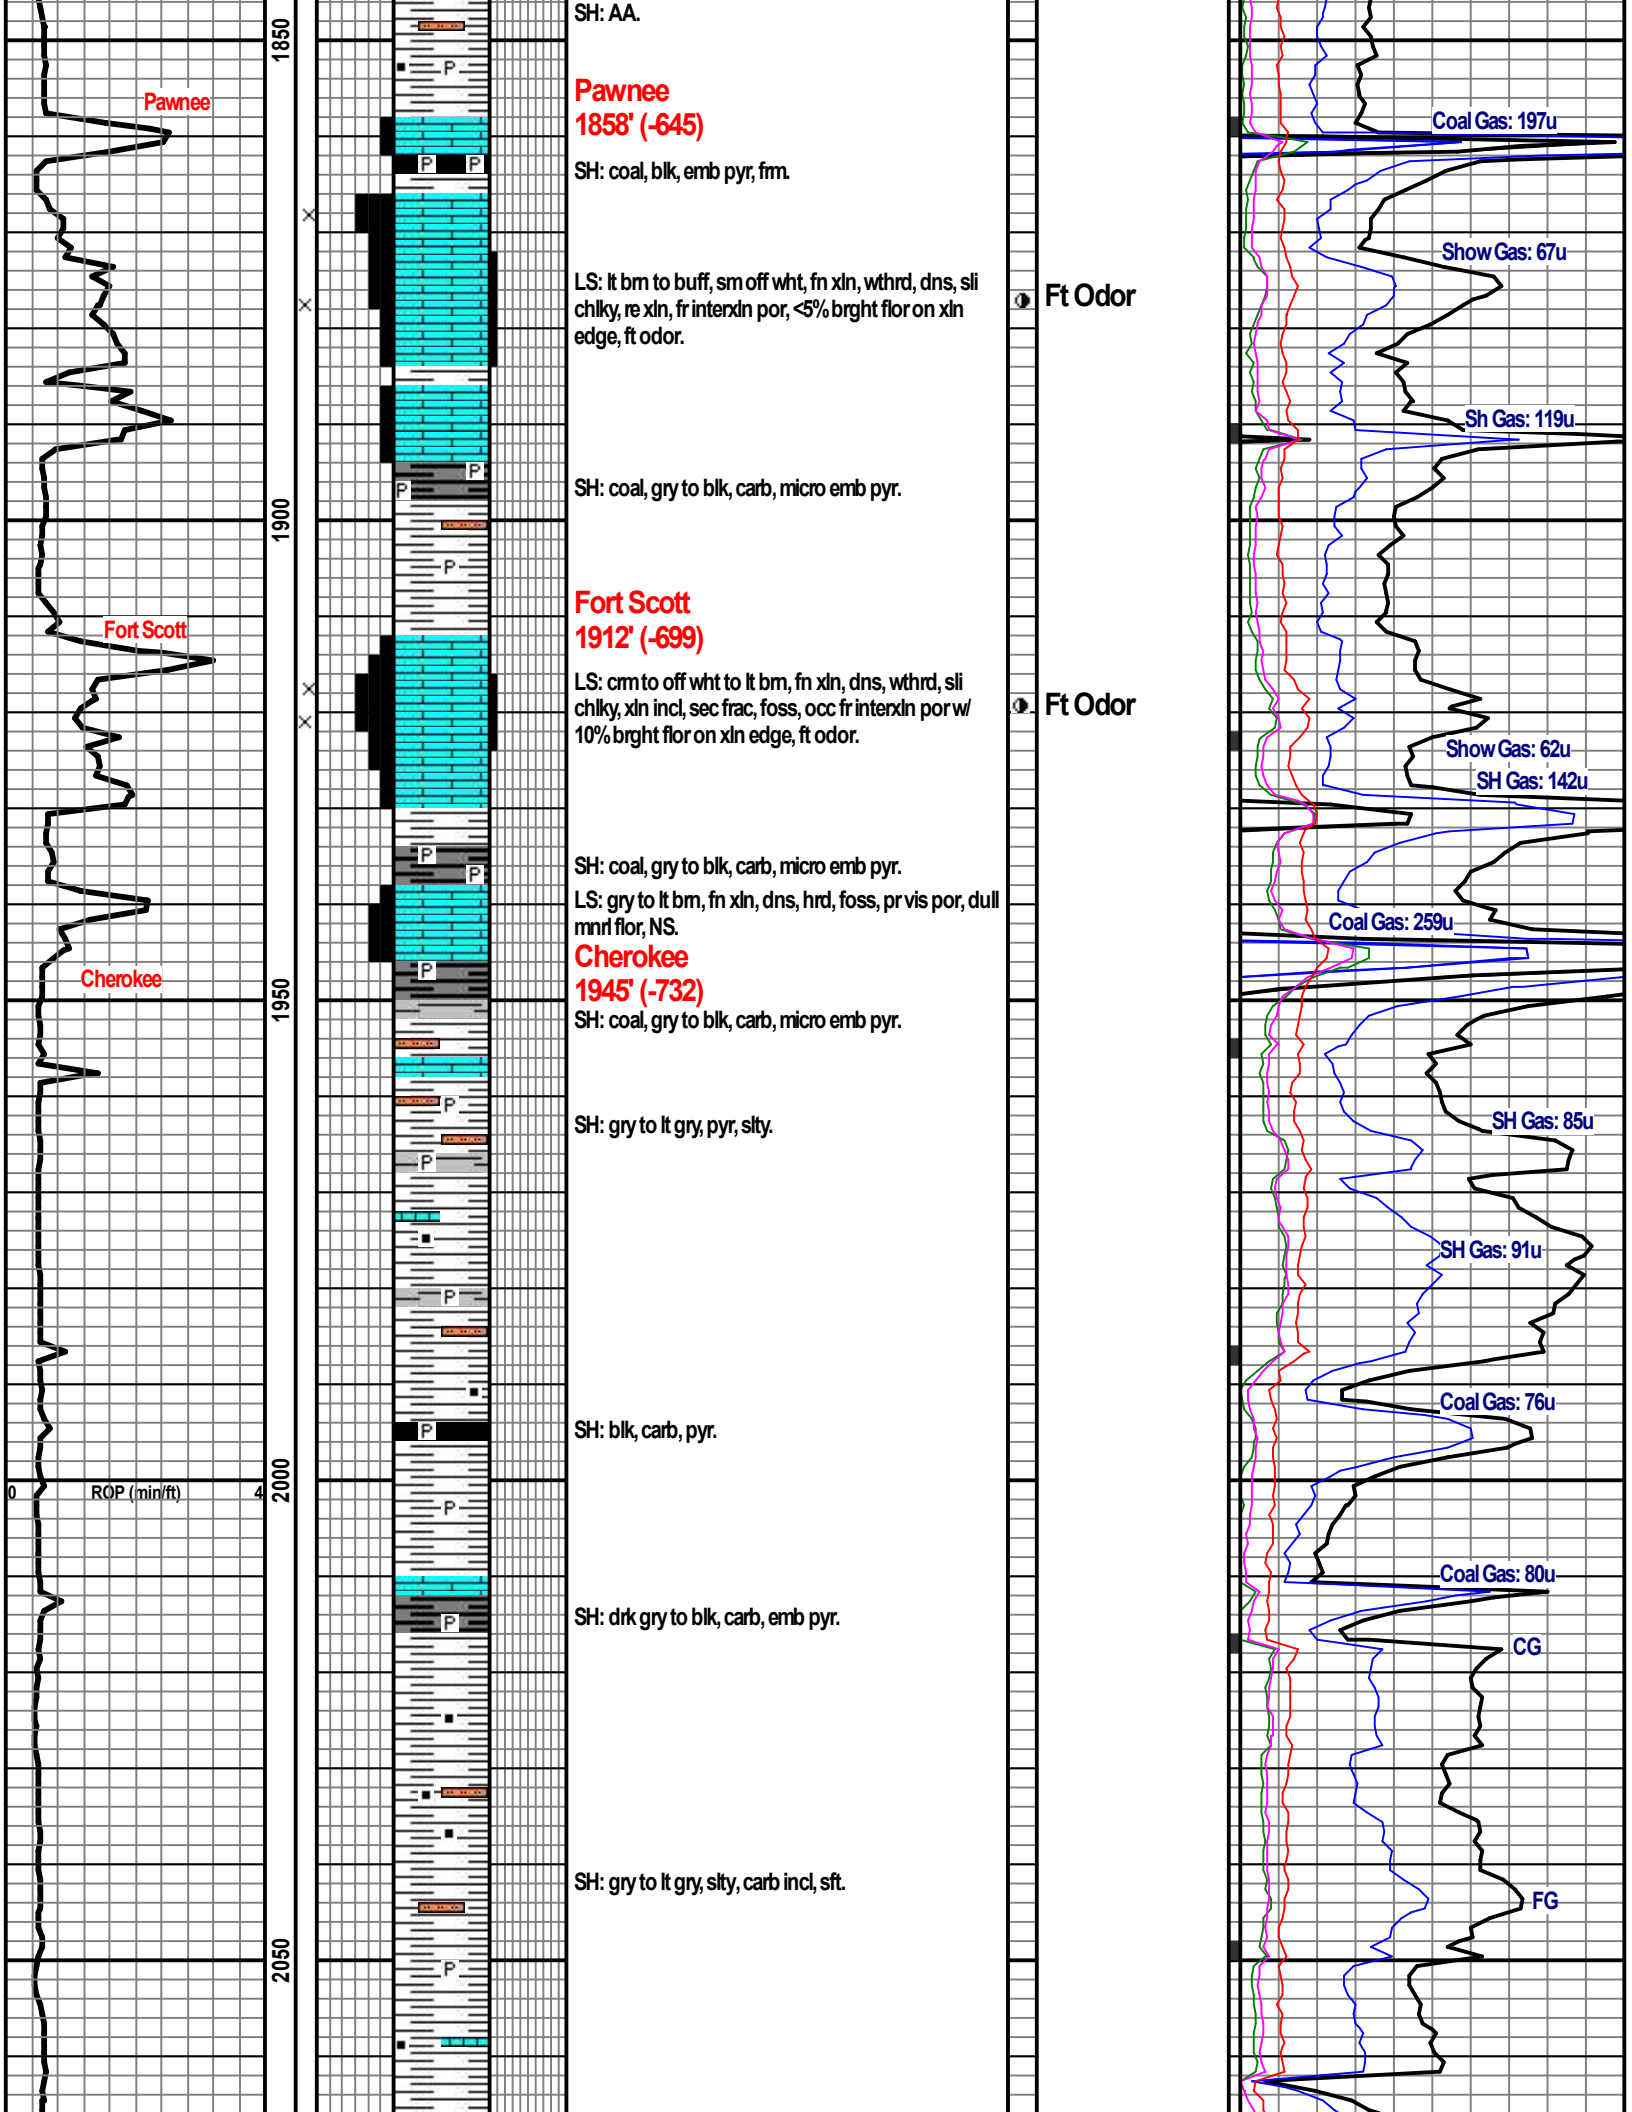 SH: AA.
1850
P
Pawnee
Pawnee
1858' (-645)
Coal Gas: 197u
P P
SH: coal, blk, emb pyr, frm.
Show Gas: 67u
LS: lt brn to buff, sm off wht, fn xln, wthrd, dns, sli
chlky, re xln, fr interxln por, <5% brght flor on xln
edge, ft odor.
Ft Odor
Sh Gas: 119u
P
P
SH: coal, gry to blk, carb, micro emb pyr.
1900
P
Fort Scott
1912' (-699)
Fort Scott
LS: crm to off wht to lt brn, fn xln, dns, wthrd, sli
chlky, xln incl, sec frac, foss, occ fr interxln por w/
10% brght flor on xln edge, ft odor.
Ft Odor
Show Gas: 62u
SH Gas: 142u
P
P
SH: coal, gry to blk, carb, micro emb pyr.
LS: gry to lt brn, fn xln, dns, hrd, foss, pr vis por, dull
mnrl flor, NS.
Coal Gas: 259u
Cherokee
1945' (-732)
Cherokee
P
1950
SH: coal, gry to blk, carb, micro emb pyr.
P
SH: gry to lt gry, pyr, slty.
SH Gas: 85u
P
SH Gas: 91u
P
Coal Gas: 76u
P
SH: blk, carb, pyr.
2000
0 ROP (min/ft) 4
P
Coal Gas: 80u
SH: drk gry to blk, carb, emb pyr.
P
CG
SH: gry to lt gry, slty, carb incl, sft.
FG
2050
P